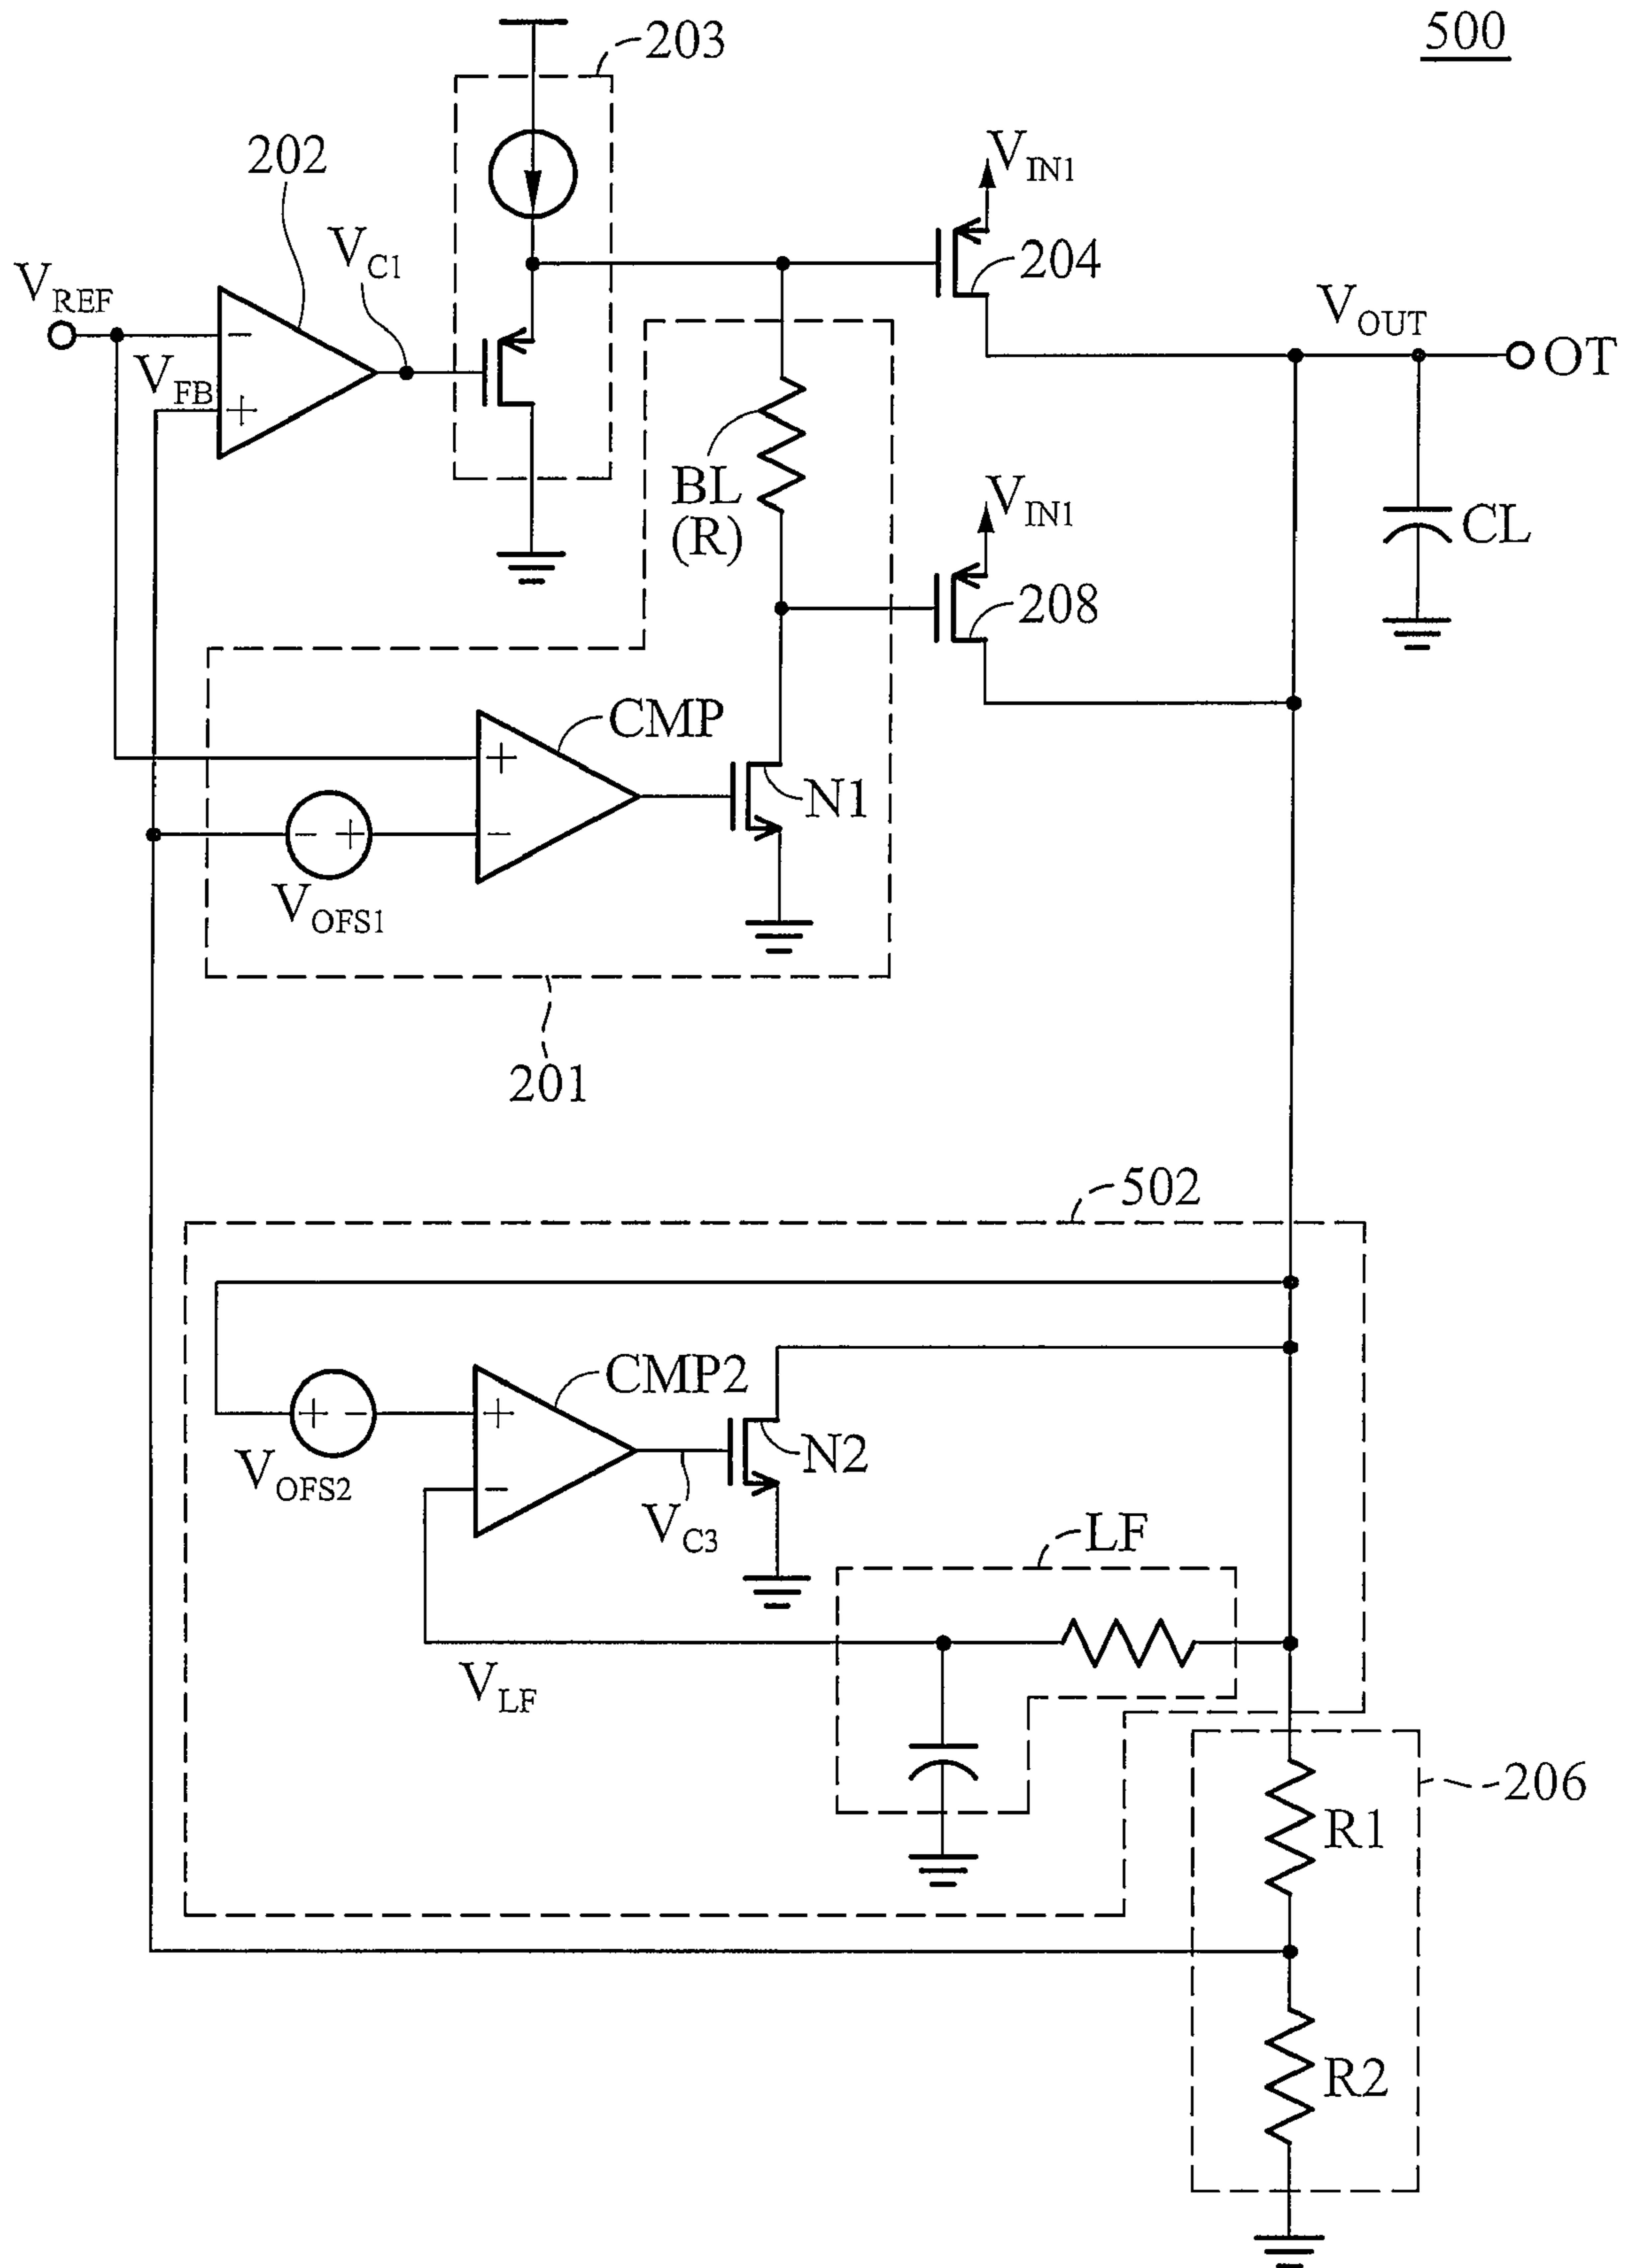 500
203
202
V_IN1
V_C1
204
V_REF
V_OUT
−
V_FB
+
OT
BL
(R)
V_IN1
CL
208
CMP
+
N1
− +
−
V_OFS1
201
502
CMP2
+ −
+
N2
V_OFS2
−
V_C3
LF
V_LF
206
R1
R2